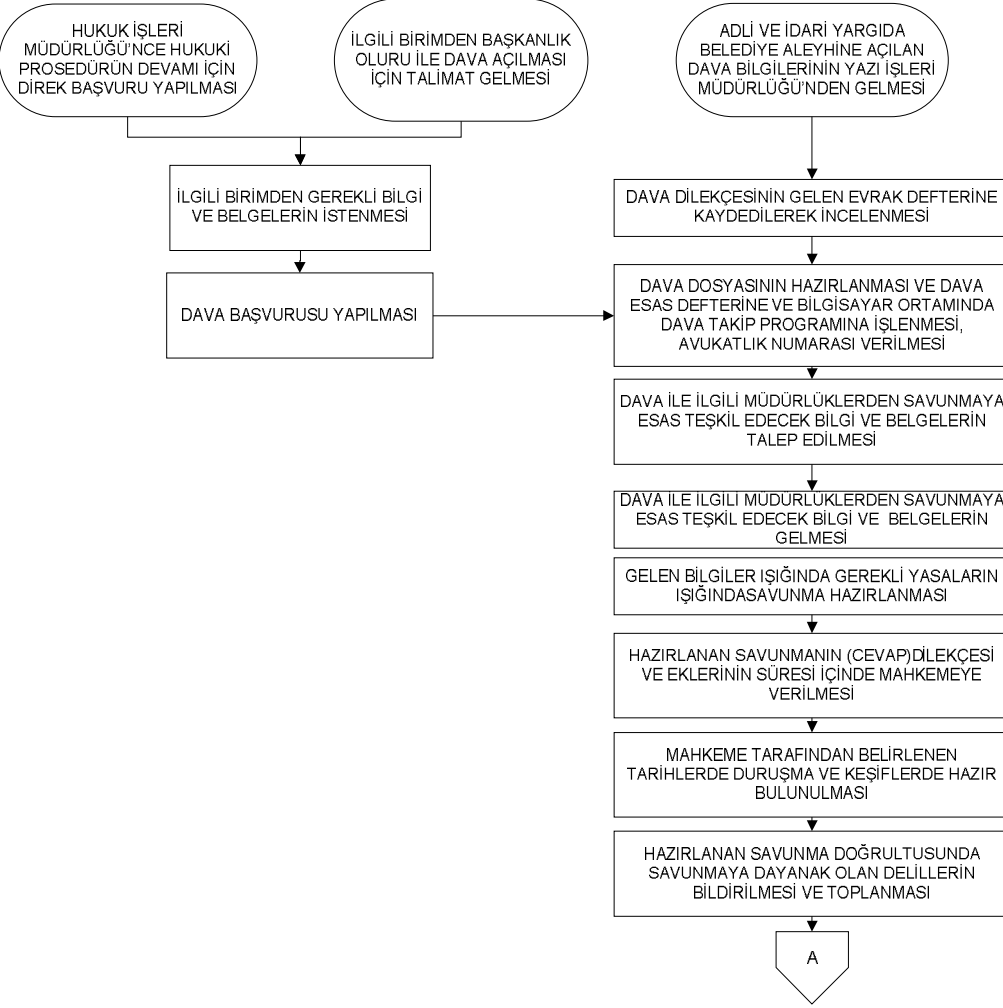 HUKUK İŞLERİ
MÜDÜRLÜĞÜ'NCE HUKUKİ
PROSEDÜRÜN DEVAMI İÇİN
DİREK BAŞVURU YAPILMASI
İLGİLİ BİRİMDEN BAŞKANLIK
OLURU İLE DAVA AÇILMASI
İÇİN TALİMAT GELMESİ
ADLİ VE İDARİ YARGIDA
BELEDİYE ALEYHİNE AÇILAN
DAVA BİLGİLERİNİN YAZI İŞLERİ
MÜDÜRLÜĞÜ'NDEN GELMESİ
İLGİLİ BİRİMDEN GEREKLİ BİLGİ
VE BELGELERİN İSTENMESİ
DAVA BAŞVURUSU YAPILMASI
DAVA DİLEKÇESİNİN GELEN EVRAK DEFTERİNE
KAYDEDİLEREK İNCELENMESİ
DAVA DOSYASININ HAZIRLANMASI VE DAVA
ESAS DEFTERİNE VE BİLGİSAYAR ORTAMINDA
DAVA TAKİP PROGRAMINA İŞLENMESİ,
AVUKATLIK NUMARASI VERİLMESİ
DAVA İLE İLGİLİ MÜDÜRLÜKLERDEN SAVUNMAYA
ESAS TEŞKİL EDECEK BİLGİ VE BELGELERİN
TALEP EDİLMESİ
DAVA İLE İLGİLİ MÜDÜRLÜKLERDEN SAVUNMAYA
ESAS TEŞKİL EDECEK BİLGİ VE BELGELERİN
GELMESİ
GELEN BİLGİLER IŞIĞINDA GEREKLİ YASALARIN
IŞIĞINDASAVUNMA HAZIRLANMASI
HAZIRLANAN SAVUNMANIN (CEVAP)DİLEKÇESİ
VE EKLERİNİN SÜRESİ İÇİNDE MAHKEMEYE
VERİLMESİ
MAHKEME TARAFINDAN BELİRLENEN
TARİHLERDE DURUŞMA VE KEŞİFLERDE HAZIR
BULUNULMASI
HAZIRLANAN SAVUNMA DOĞRULTUSUNDA
SAVUNMAYA DAYANAK OLAN DELİLLERİN
BİLDİRİLMESİ VE TOPLANMASI
A